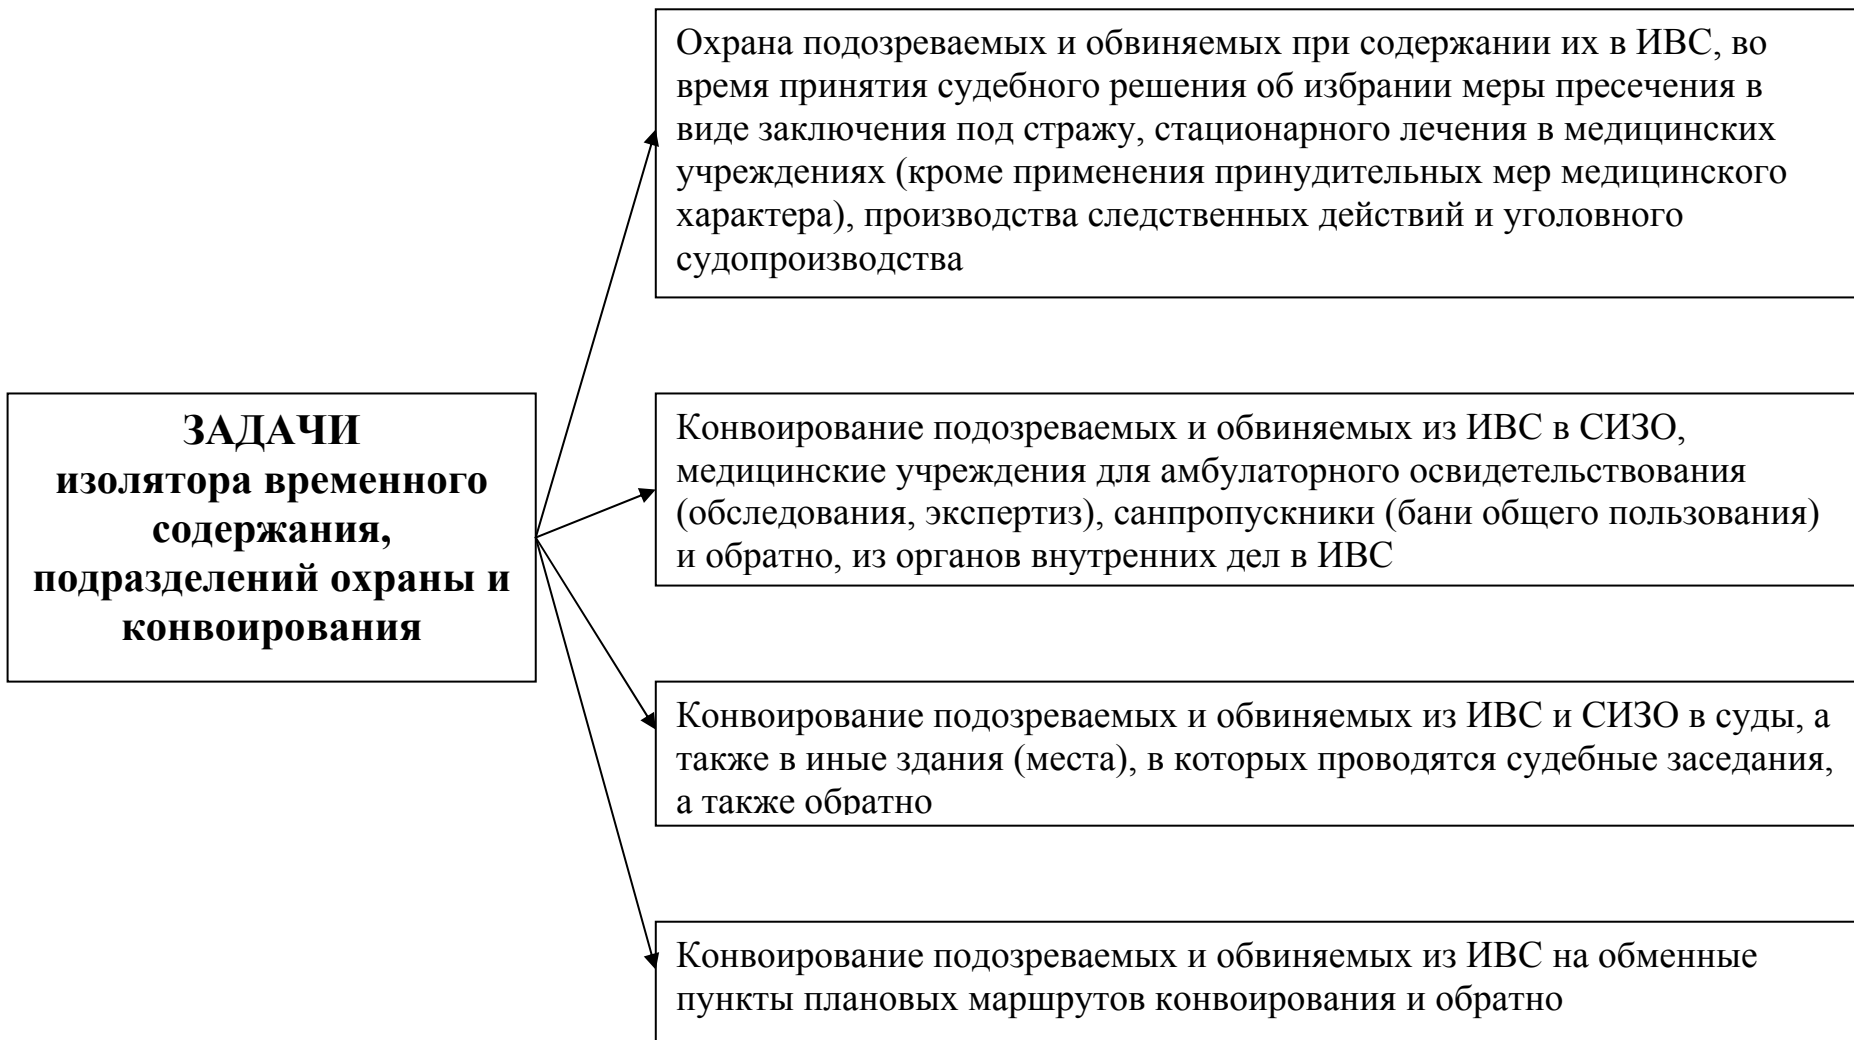 Охрана подозреваемых и обвиняемых при содержании их в ИВС, во
время принятия судебного решения об избрании меры пресечения в
виде заключения под стражу, стационарного лечения в медицинских
учреждениях (кроме применения принудительных мер медицинского
характера), производства следственных действий и уголовного
судопроизводства
ЗАДАЧИ
изолятора временного
содержания,
подразделений охраны и
конвоирования
Конвоирование подозреваемых и обвиняемых из ИВС в СИЗО,
медицинские учреждения для амбулаторного освидетельствования
(обследования, экспертиз), санпропускники (бани общего пользования)
и обратно, из органов внутренних дел в ИВС
Конвоирование подозреваемых и обвиняемых из ИВС и СИЗО в суды, а
также в иные здания (места), в которых проводятся судебные заседания,
а также обратно
Конвоирование подозреваемых и обвиняемых из ИВС на обменные
пункты плановых маршрутов конвоирования и обратно